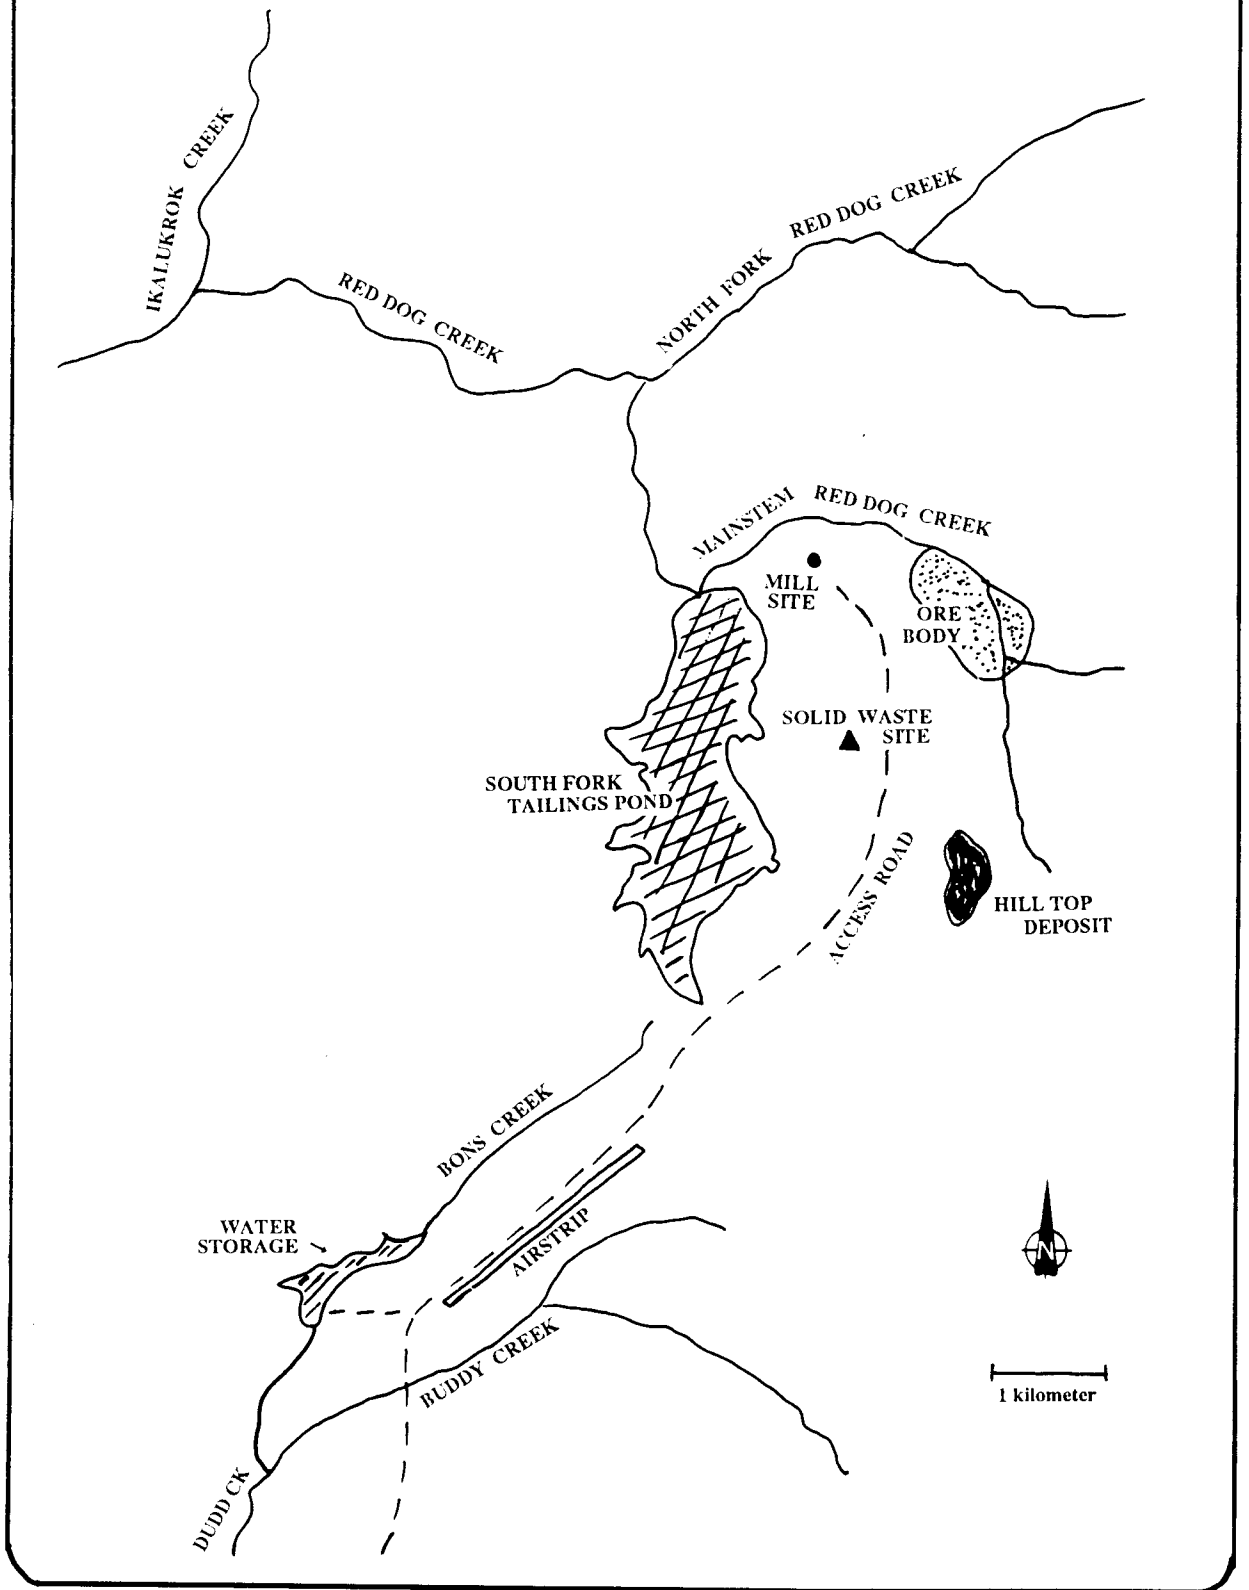 IKALUKROK CREEK
RED DOG CREEK
NORTH FORK RED DOG CREEK
MAINSTEM RED DOG CREEK
MILL
SITE
ORE
BODY
SOLID WASTE
SITE
SOUTH FORK
TAILINGS POND
ACCESS ROAD
HILL TOP
DEPOSIT
BONS CREEK
WATER
STORAGE
AIRSTRIP
N
BUDDY CREEK
1 kilometer
DUDD CK